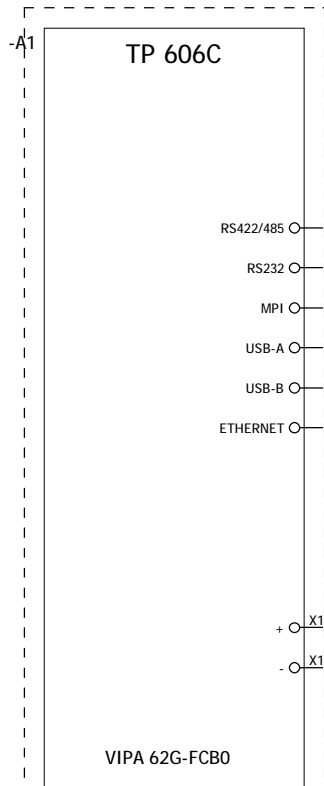 -A1
TP 606C
RS422/485
RS232
MPI
USB-A
USB-B
ETHERNET
+ X1
- X1
VIPA 62G-FCB0